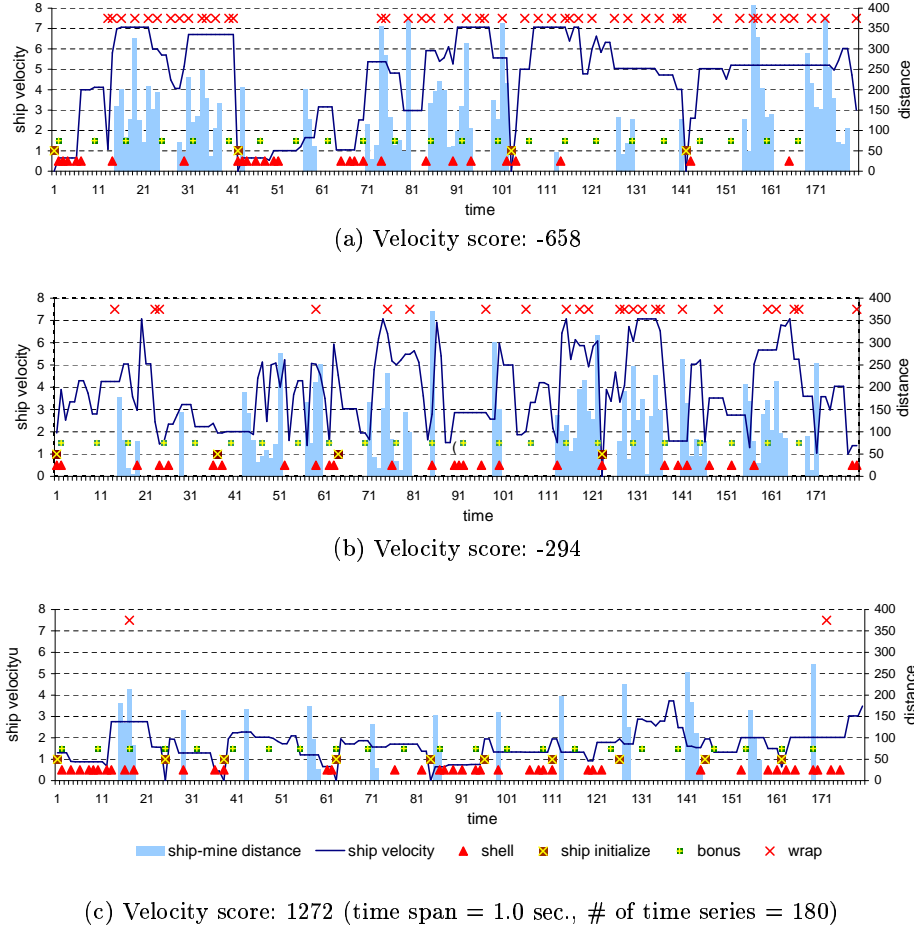 8 7 6 5 4 3 2 1 0
ship velocity
400 350 300 250 200 150 100 50 0
distance
1 11 21 31 41 51 61 71 81 91 101 111 121 131 141 151 161 171
time
(a) Velocity score: -658
8 7 6 5 4 3 2 1 0
ship velocity
400 350 300 250 200 150 100 50 0
distance
(
1 11 21 31 41 51 61 71 81 91 101 111 121 131 141 151 161 171
time
(b) Velocity score: -294
8 7 6 5 4 3 2 1 0
ship velocityu
400 350 300 250 200 150 100 50 0
distance
1 11 21 31 41 51 61 71 81 91 101 111 121 131 141 151 161 171
time
ship-mine distance ship velocity shell ship initialize bonus wrap
(c) Velocity score: 1272 (time span = 1.0 sec., # of time series = 180)